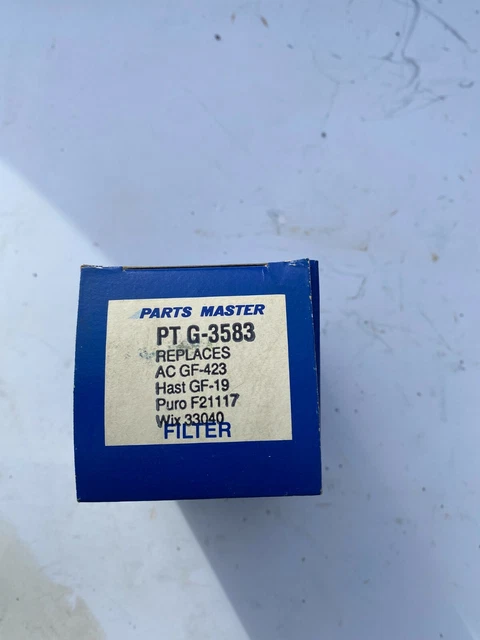 PARTS MASTER
PT G-3583
REPLACES
AC GF-423
Hast GF-19
Puro F21117
Wix 33040
FILTER